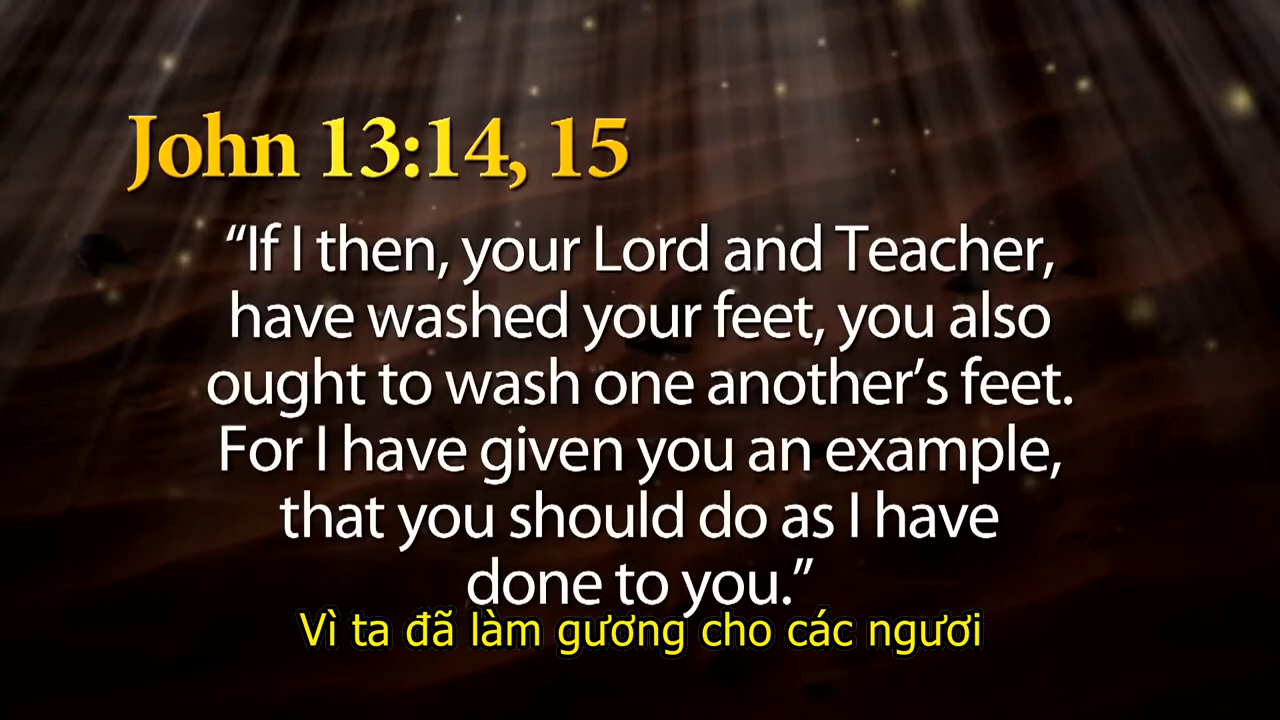 John 13:14, 15
“If I then, your Lord and Teacher,
have washed your feet, you also
ought to wash one another’s feet.
For I have given you an example,
that you should do as I have
done to you.”
Vì ta đã làm gương cho các ngươi